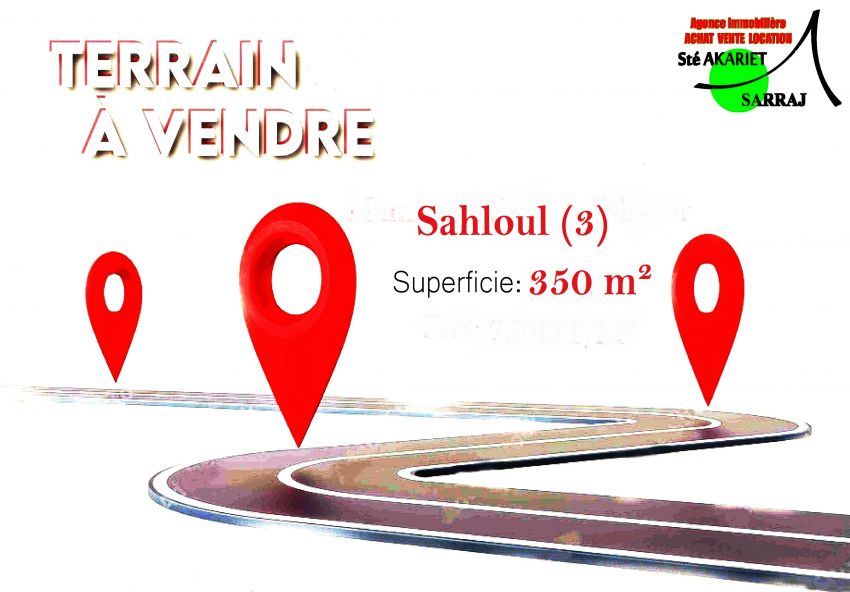 TERRAIN
À VENDRE
Agence Immobilière
ACHAT VENTE LOCATION
Sté AKARIET
SARRAJ
Sahloul (3)
Superficie: 350 m²